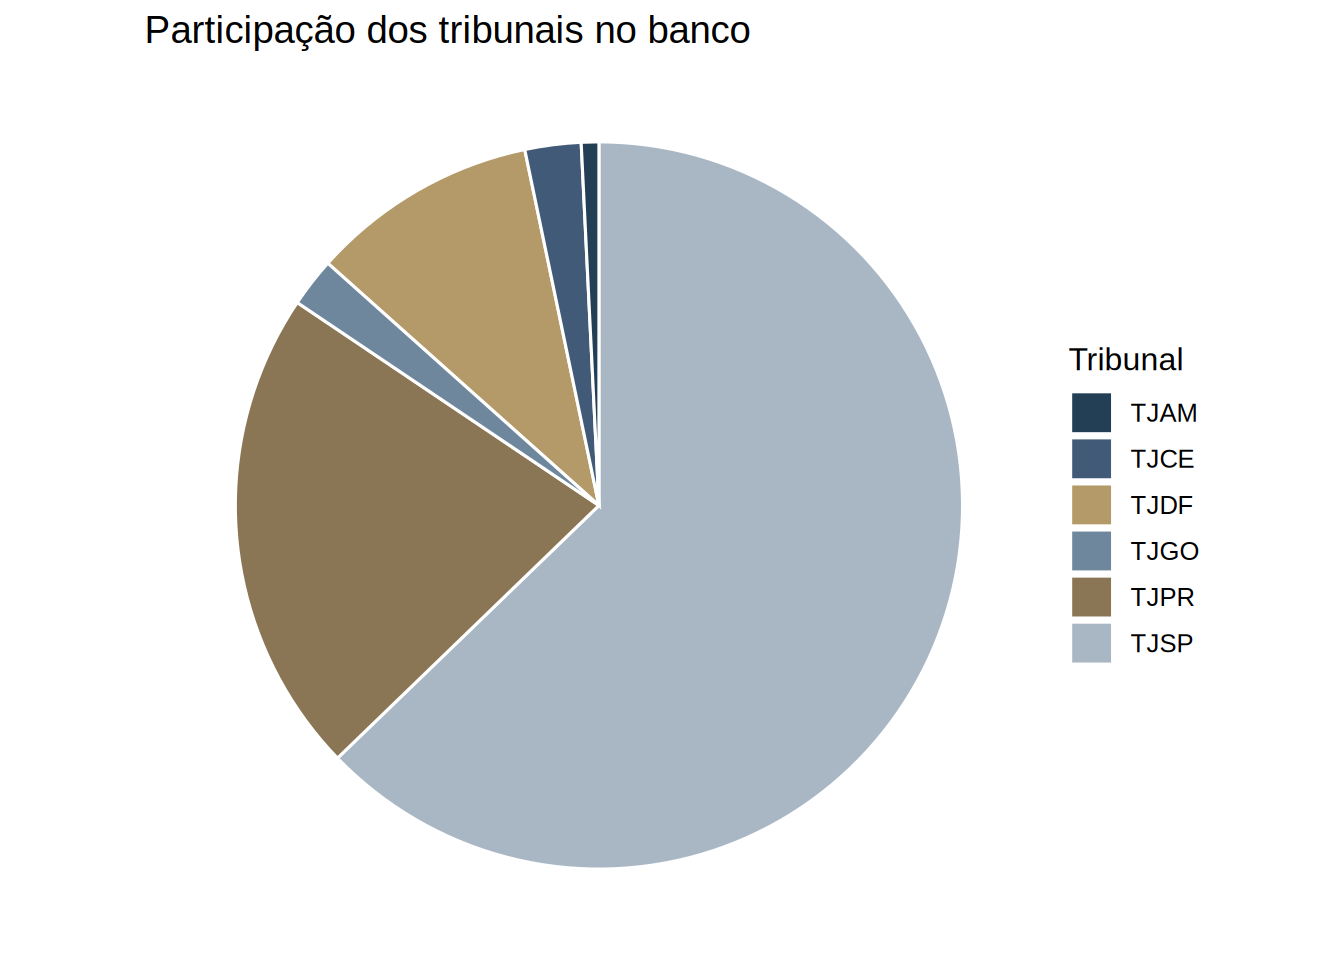 Participação dos tribunais no banco
Tribunal
TJAM
TJCE
TJDF
TJGO
TJPR
TJSP